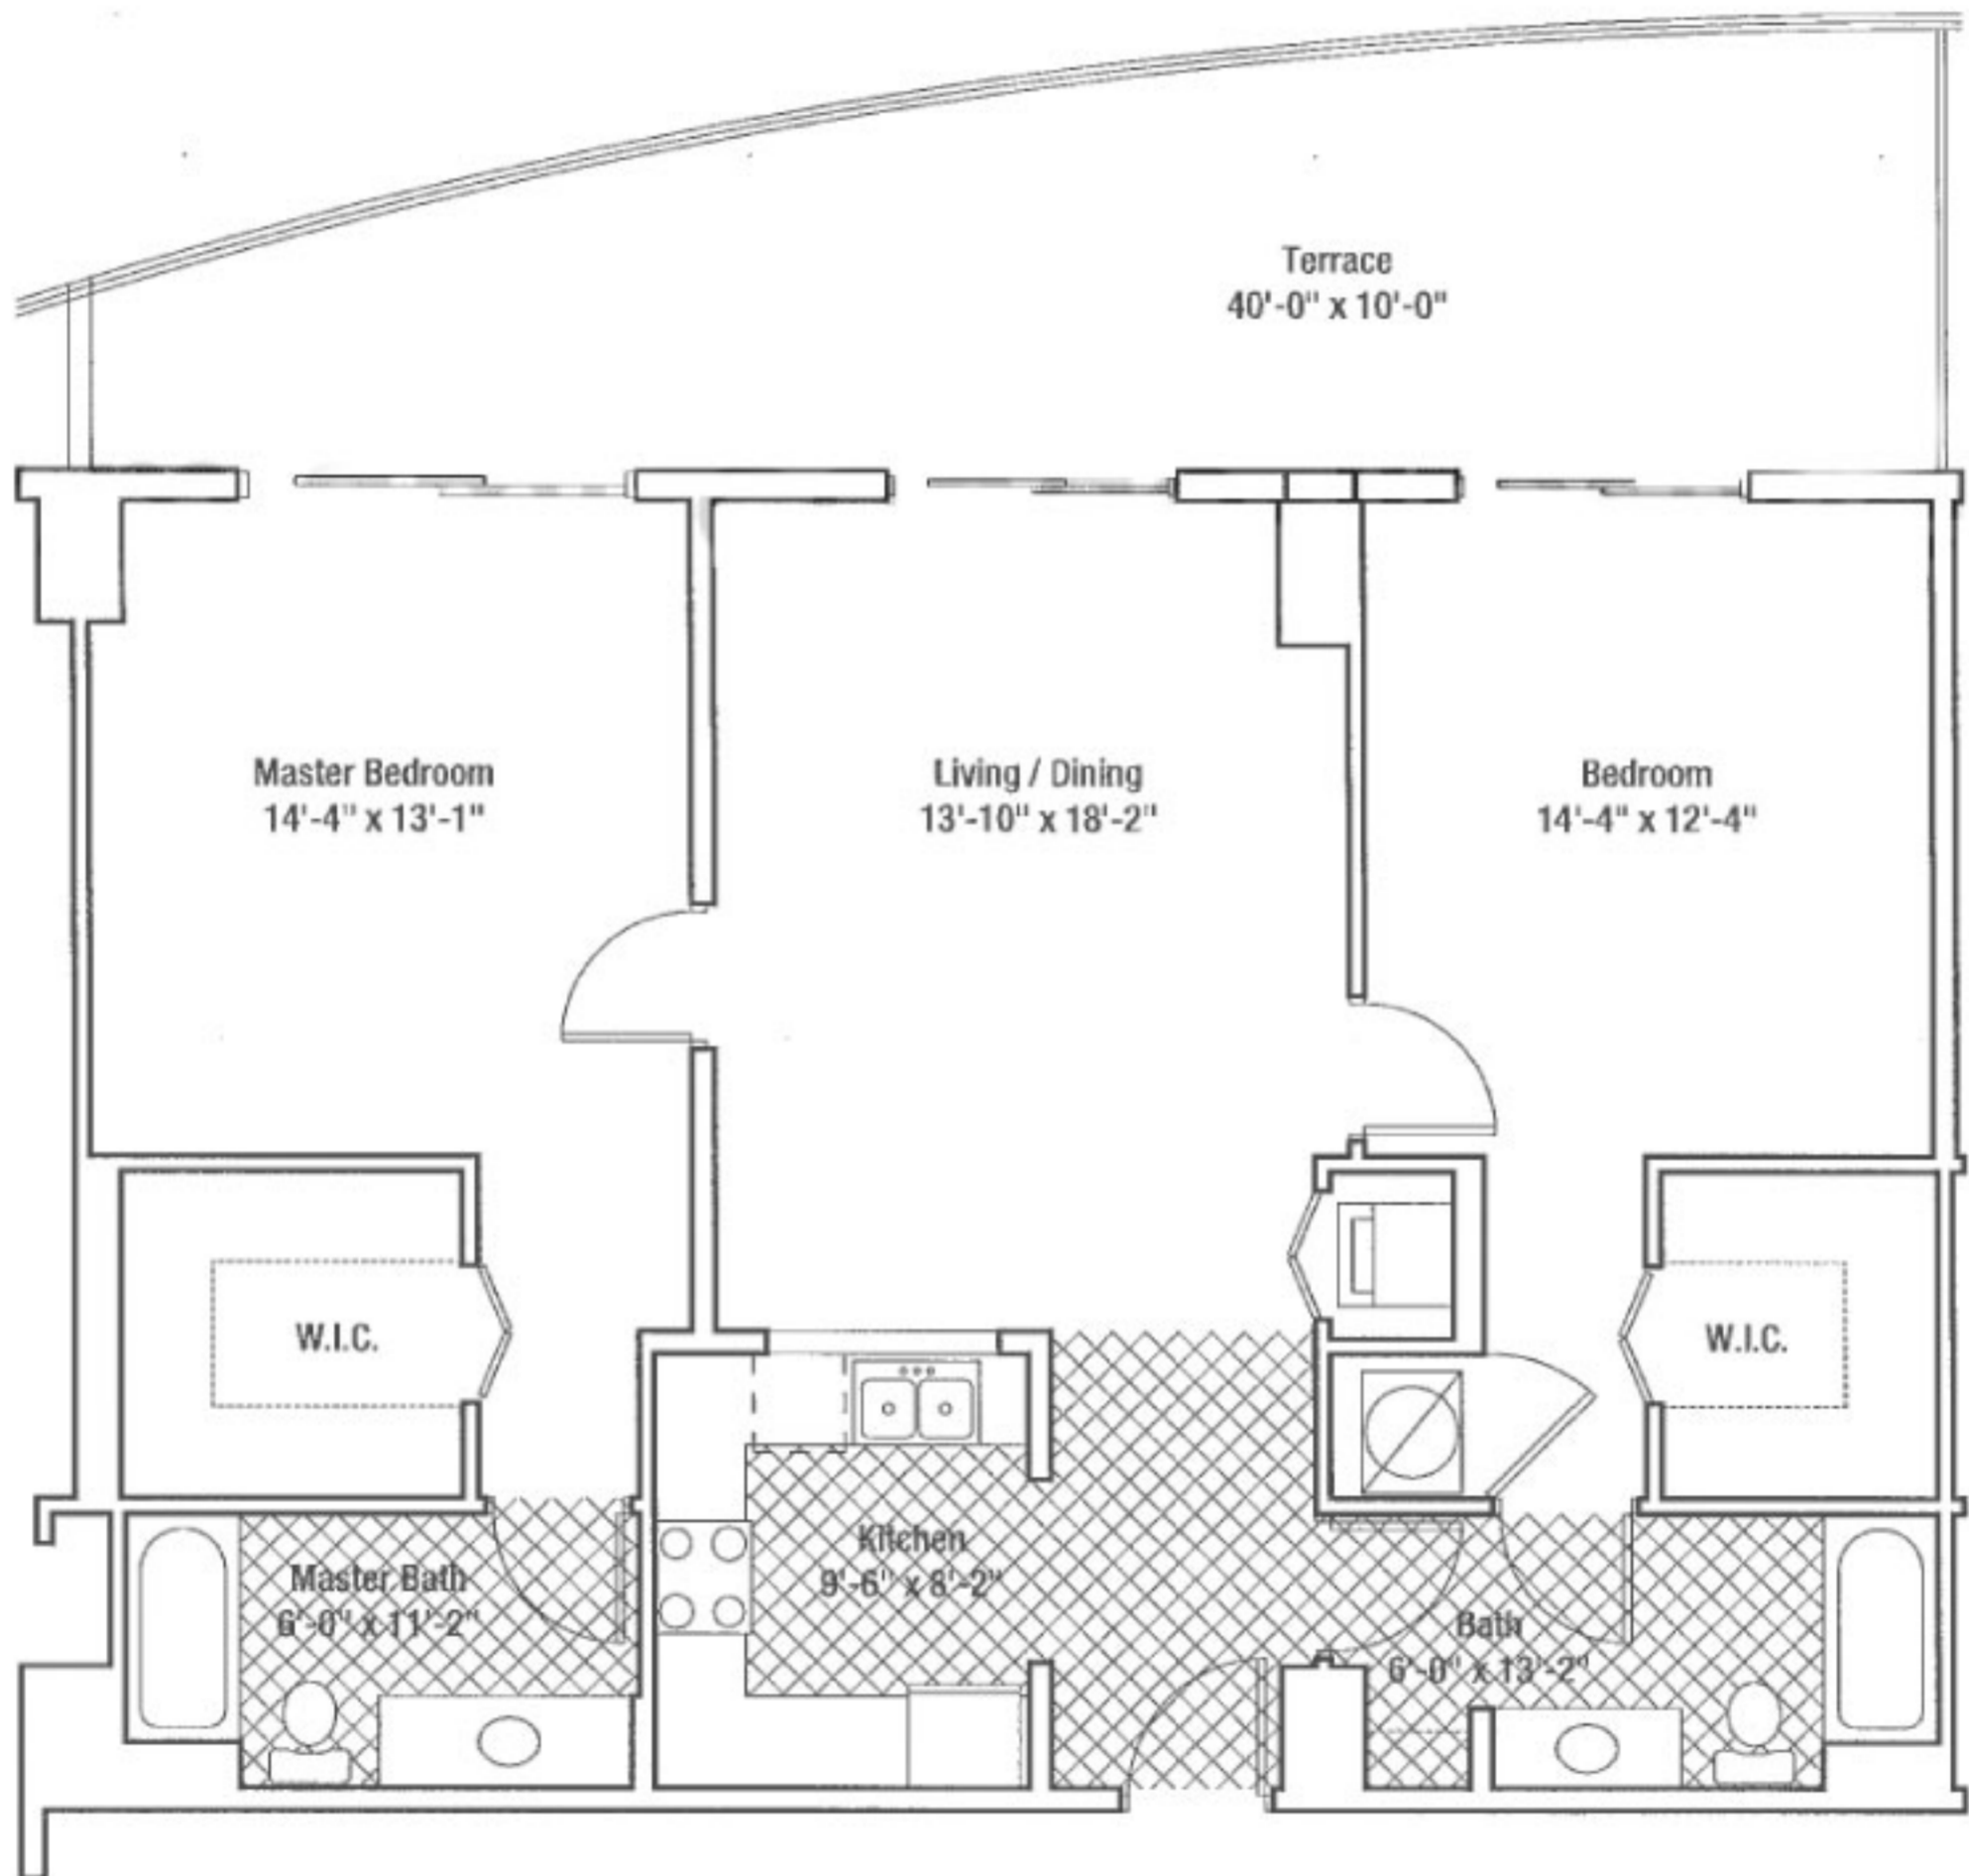 Terrace
40'-0" x 10'-0"
Master Bedroom
14'-4" x 13'-1"
Living / Dining
13'-10" x 18'-2"
Bedroom
14'-4" x 12'-4"
W.I.C.
W.I.C.
Kitchen
9'-6" x 8'-2"
Master Bath
6'-0" x 11'-2"
Bath
6'-0" x 13'-2"